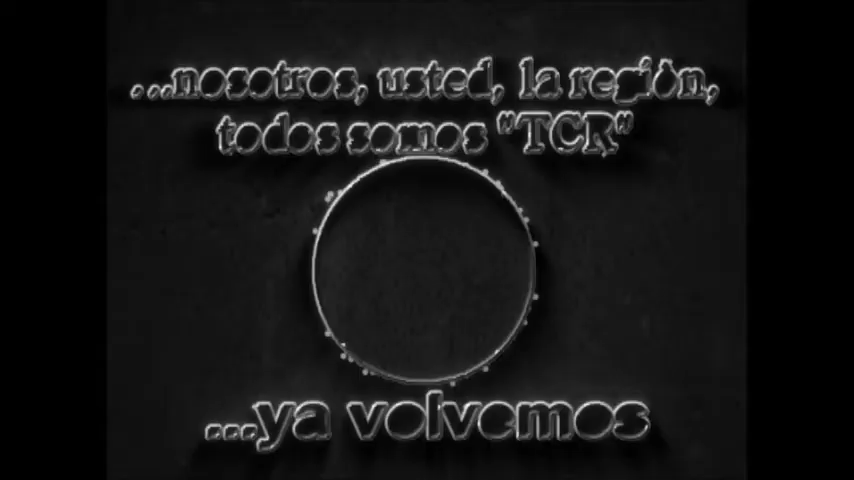 ...nosotros, usted, la región,
todos somos "TCR"
...ya volvemos